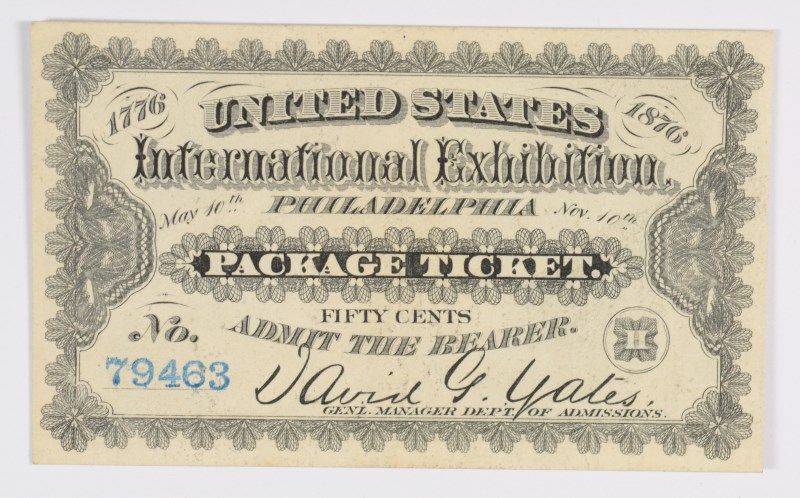 1776 UNITED STATES 1876
International Exhibition.
May 10th PHILADELPHIA Nov. 10th
PACKAGE TICKET.
FIFTY CENTS
No. ADMIT THE BEARER. H
79463 David G. Yates,
GENL. MANAGER DEPT. OF ADMISSIONS.